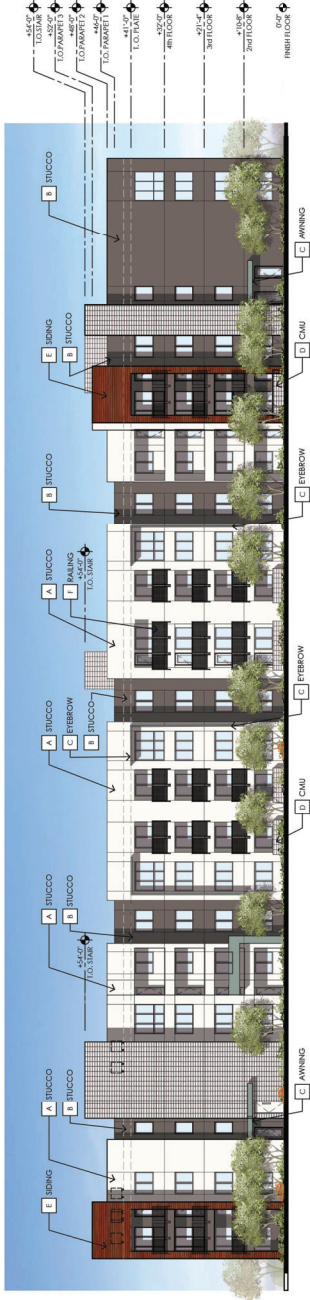 E SIDING
A STUCCO
B STUCCO
+54'-0"
T.O. STAIR
A STUCCO
B STUCCO
A STUCCO
C EYEBROW
B STUCCO
A STUCCO
F RAILING
+54'-0"
T.O. STAIR
B STUCCO
E SIDING
B STUCCO
B STUCCO
+54'-0"
T.O.STAIR
+52'-0"
T.O.PARAPET 3
+48'-0"
T.O.PARAPET 2
+46'-0"
T.O. PARAPET 1
+41'-0"
T. O. PLATE
+32'-0"
4th FLOOR
+21'-4"
3rd FLOOR
+10'-8"
2nd FLOOR
0'-0"
FINISH FLOOR
C AWNING
D CMU
C EYEBROW
C EYEBROW
D CMU
C AWNING